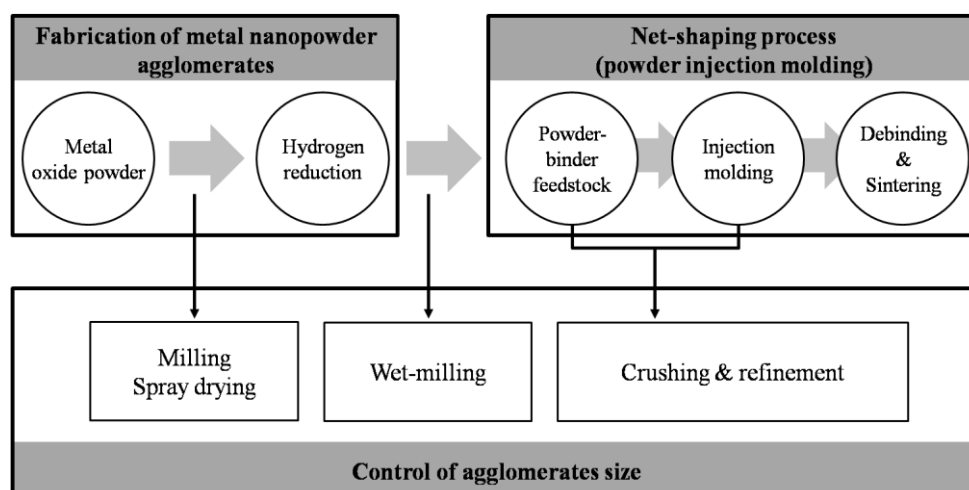 Fabrication of metal nanopowder
agglomerates
Metal
oxide powder
Hydrogen
reduction
Net-shaping process
(powder injection molding)
Powder-
binder
feedstock
Injection
molding
Debinding
&
Sintering
Milling
Spray drying
Wet-milling
Crushing & refinement
Control of agglomerates size